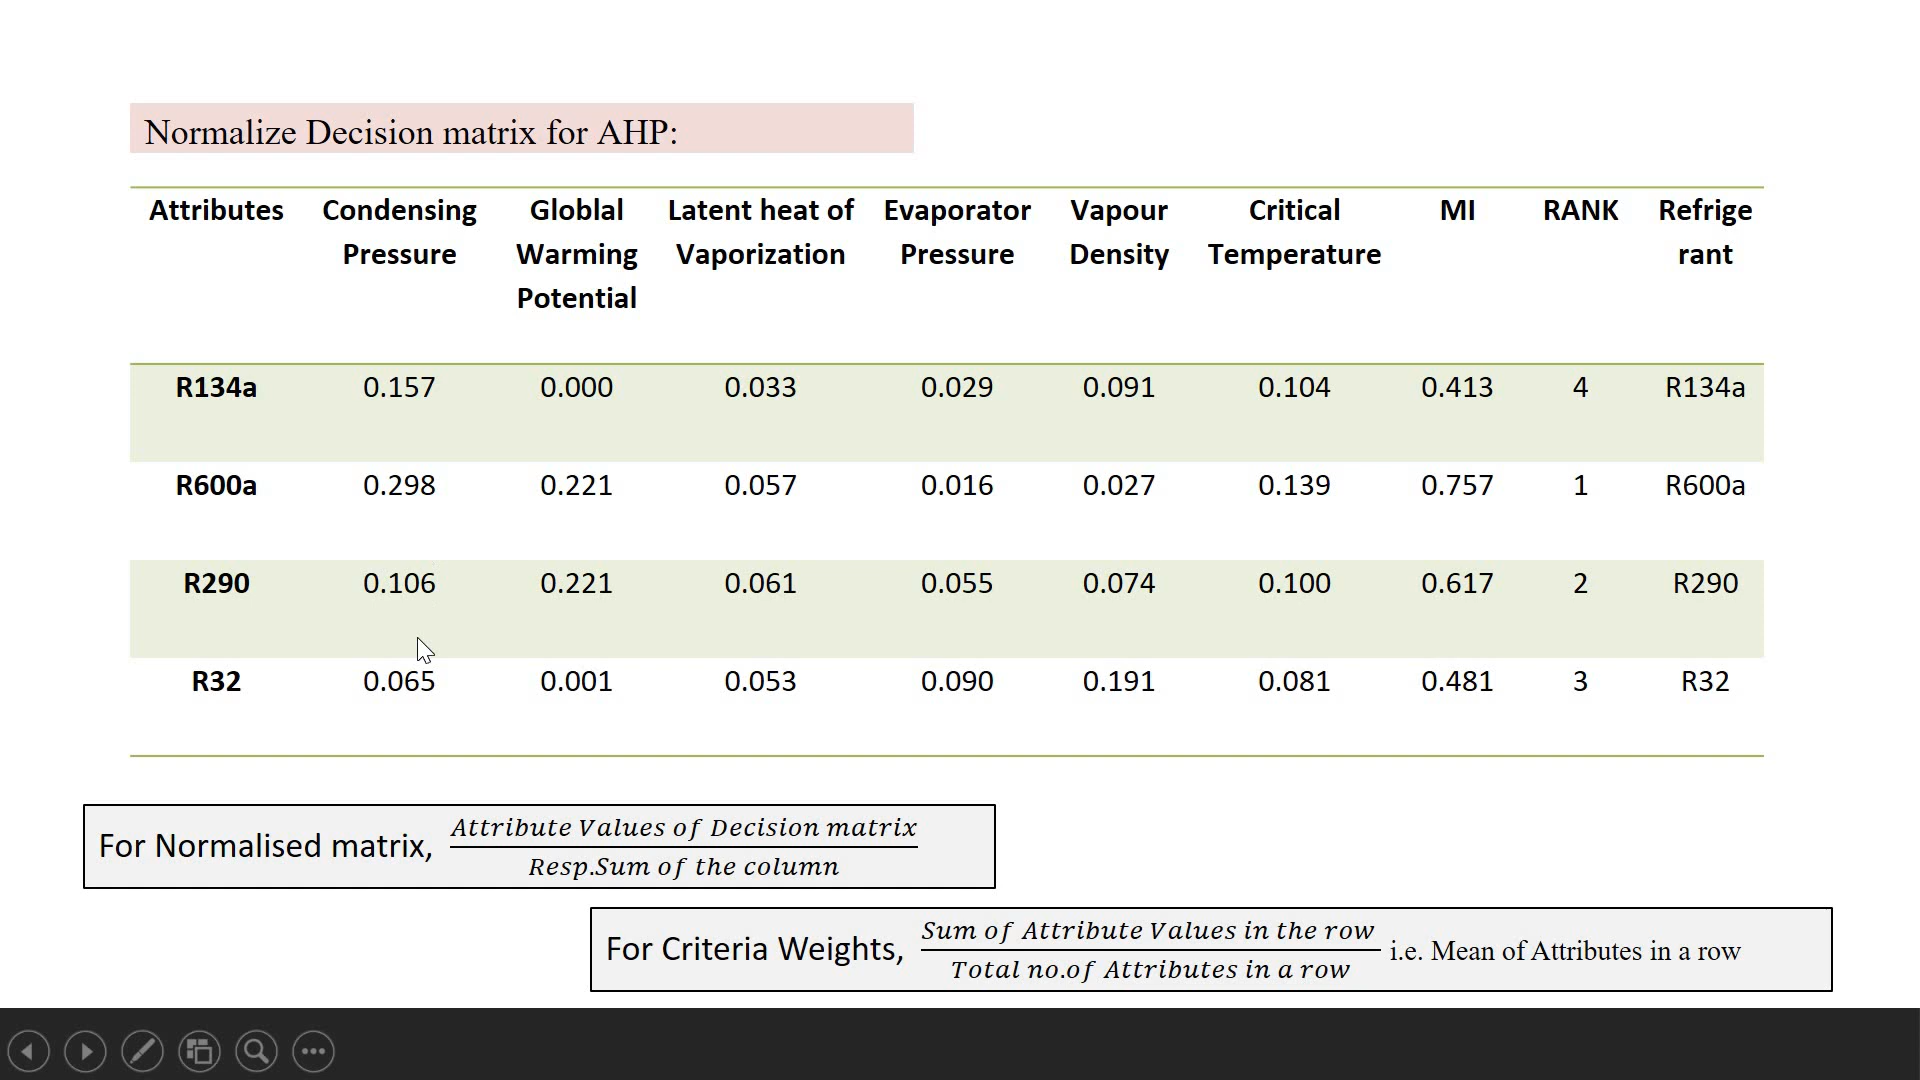 Normalize Decision matrix for AHP:
Attributes Condensing Pressure Globlal Warming Potential Latent heat of Vaporization Evaporator Pressure Vapour Density Critical Temperature MI RANK Refrige rant
R134a 0.157 0.000 0.033 0.029 0.091 0.104 0.413 4 R134a
R600a 0.298 0.221 0.057 0.016 0.027 0.139 0.757 1 R600a
R290 0.106 0.221 0.061 0.055 0.074 0.100 0.617 2 R290
R32 0.065 0.001 0.053 0.090 0.191 0.081 0.481 3 R32
For Normalised matrix, Attribute Values of Decision matrix
Resp.Sum of the column
For Criteria Weights, Sum of Attribute Values in the row
Total no.of Attributes in a row
i.e. Mean of Attributes in a row